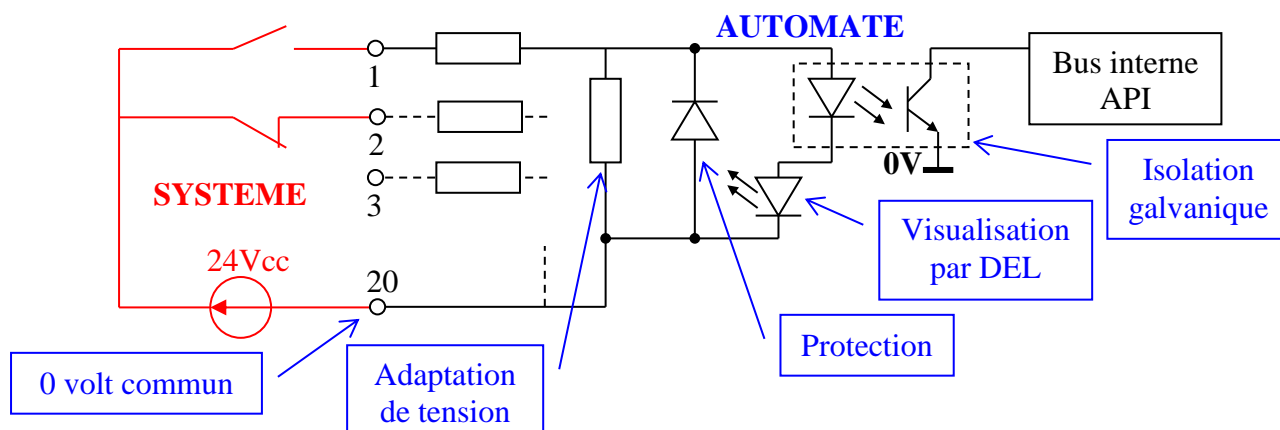 AUTOMATE
1
Bus interne
API
2
0V
SYSTEME
3
Isolation
galvanique
Visualisation
par DEL
24Vcc
20
Protection
0 volt commun
Adaptation
de tension